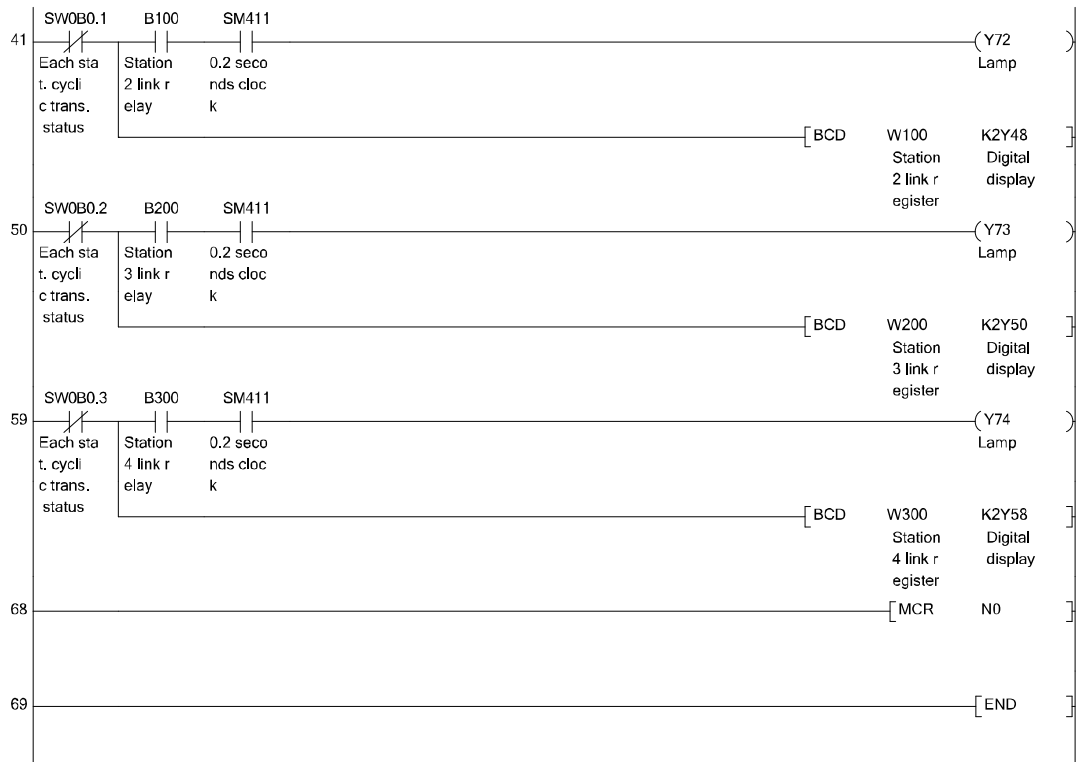 SW0B0.1 B100 SM411
41 Y72
Each sta Station 0.2 seco Lamp
t. cycli 2 link r nds cloc
c trans. elay k
status
BCD W100 K2Y48
Station Digital
2 link r display
egister
SW0B0.2 B200 SM411
50 Y73
Each sta Station 0.2 seco Lamp
t. cycli 3 link r nds cloc
c trans. elay k
status
BCD W200 K2Y50
Station Digital
3 link r display
egister
SW0B0.3 B300 SM411
59 Y74
Each sta Station 0.2 seco Lamp
t. cycli 4 link r nds cloc
c trans. elay k
status
BCD W300 K2Y58
Station Digital
4 link r display
egister
68 MCR N0
69 END